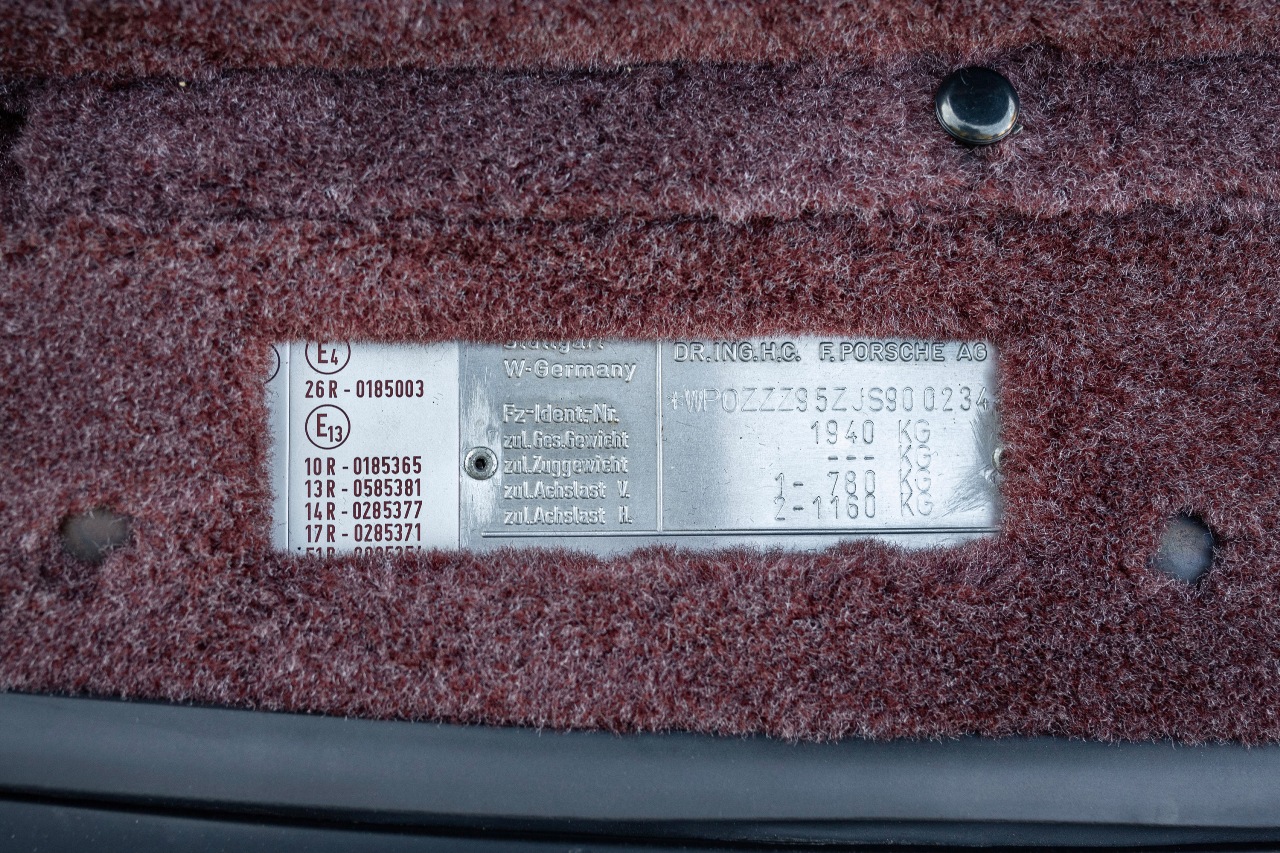 E4
26R-0185003
E13
10R-0185365
13R-0585381
14R-0285377
17R-0285371
Stuttgart
W-Germany
DR.ING.H.C. F.PORSCHE AG
Fz-Ident.-Nr.
*WP0ZZZ95ZJS900234
zul.Ges.Gewicht 1940 KG
zul.Zuggewicht --- KG
zul.Achslast V. 1- 780 KG
zul.Achslast H. 2-1160 KG